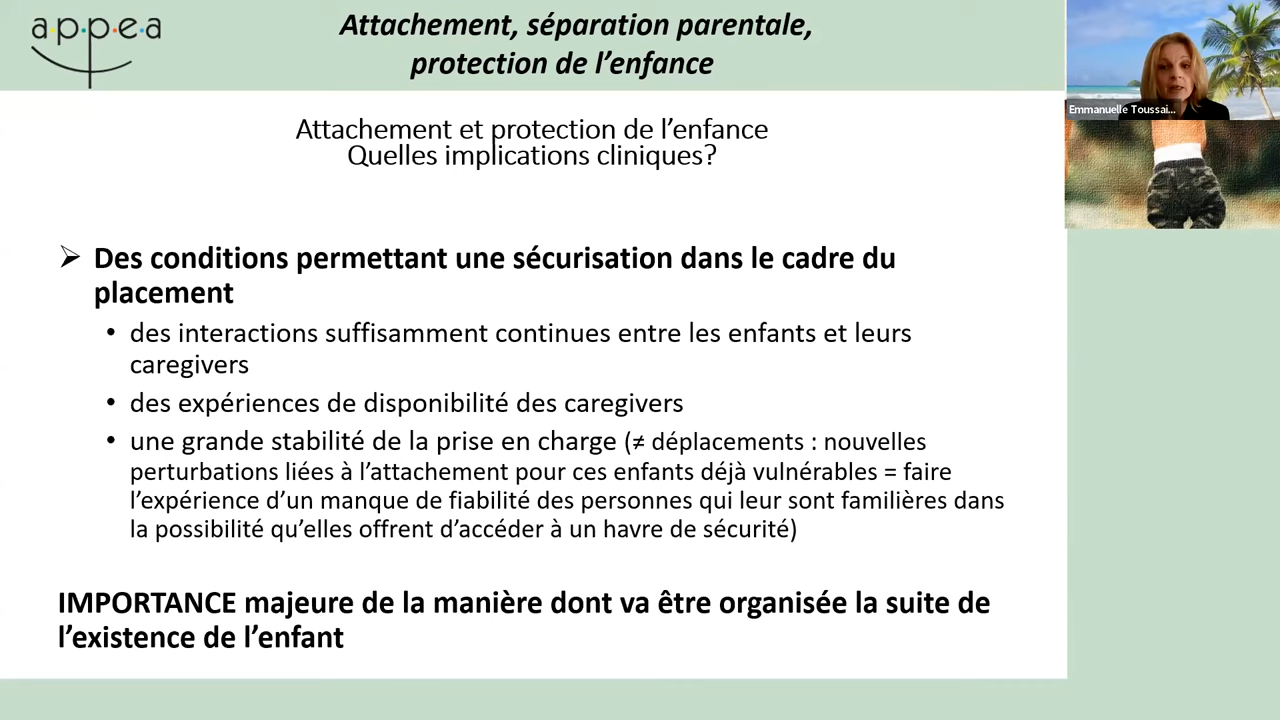 appea
Attachement, séparation parentale,
protection de l’enfance
Emmanuelle Toussai...
Attachement et protection de l’enfance
Quelles implications cliniques?
➢ Des conditions permettant une sécurisation dans le cadre du
placement
• des interactions suffisamment continues entre les enfants et leurs
caregivers
• des expériences de disponibilité des caregivers
• une grande stabilité de la prise en charge (≠ déplacements : nouvelles
perturbations liées à l’attachement pour ces enfants déjà vulnérables = faire
l’expérience d’un manque de fiabilité des personnes qui leur sont familières dans
la possibilité qu’elles offrent d’accéder à un havre de sécurité)
IMPORTANCE majeure de la manière dont va être organisée la suite de
l’existence de l’enfant